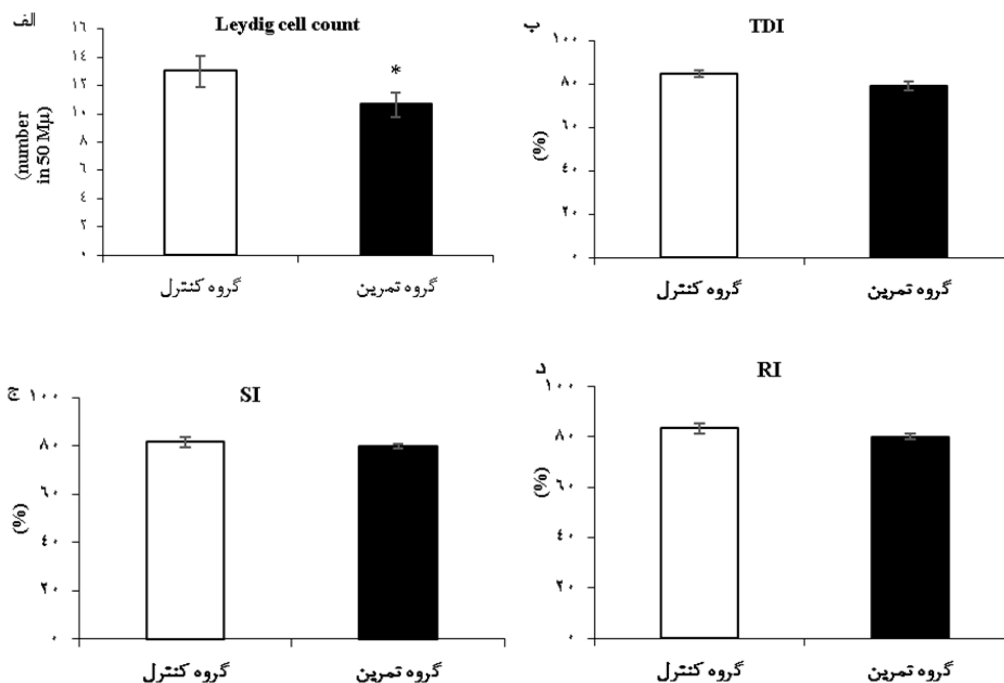 الف
Leydig cell count
(number
in 50 Mµ)
١٦
١٤
١٢
١٠
٨
٦
٤
٢
٠
*
گروه کنترل
گروه تمرین
ب
TDI
(%)
١٠٠
٨٠
٦٠
٤٠
٢٠
٠
گروه کنترل
گروه تمرین
ج
SI
(%)
١٠٠
٨٠
٦٠
٤٠
٢٠
٠
گروه کنترل
گروه تمرین
د
RI
(%)
١٠٠
٨٠
٦٠
٤٠
٢٠
٠
گروه کنترل
گروه تمرین